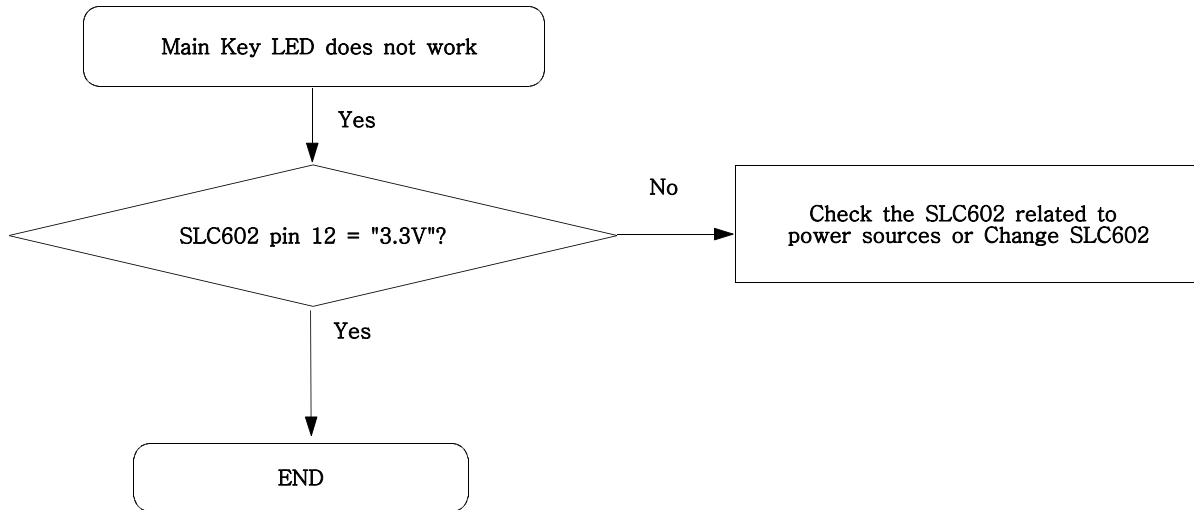 Main Key LED does not work
Yes
SLC602 pin 12 = "3.3V"?
No
Check the SLC602 related to
power sources or Change SLC602
Yes
END